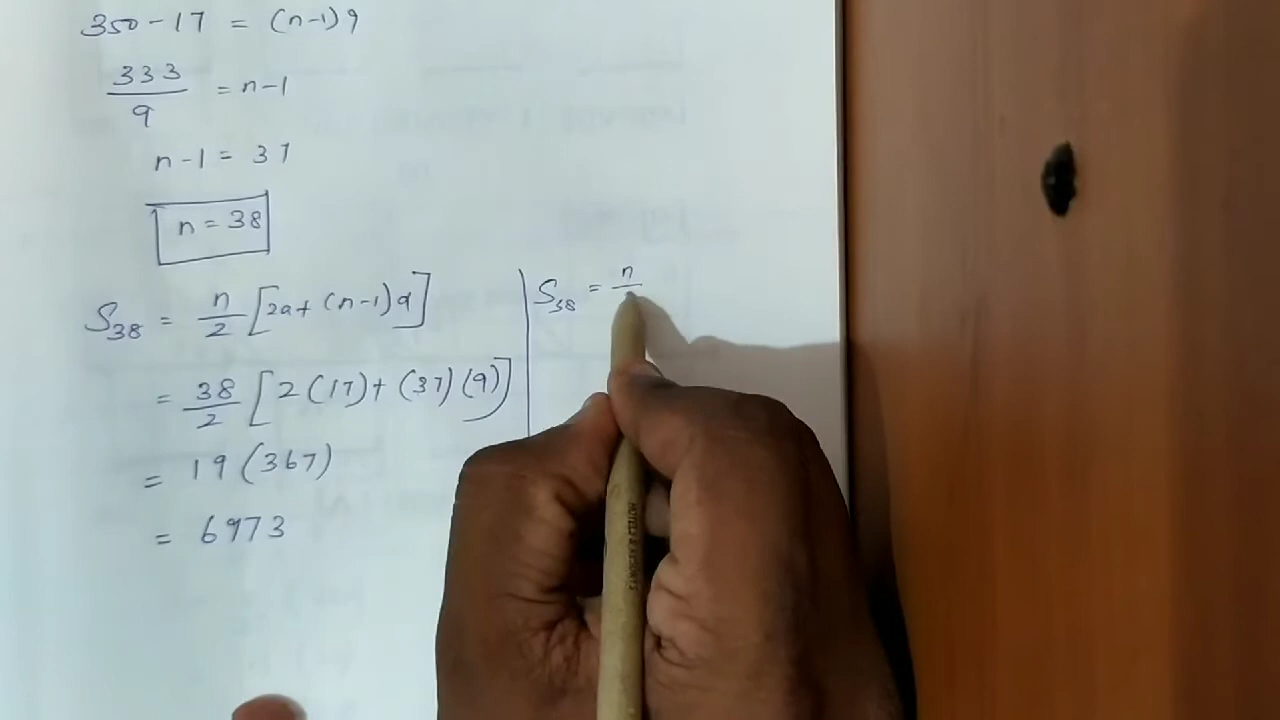 350 - 17 = (n-1) 9
333/9 = n-1
n-1 = 37
n = 38
S38 = n/2 [2a + (n-1) d]
= 38/2 [2 (17) + (37) (9)]
= 19 (367)
= 6973
S38 = n/